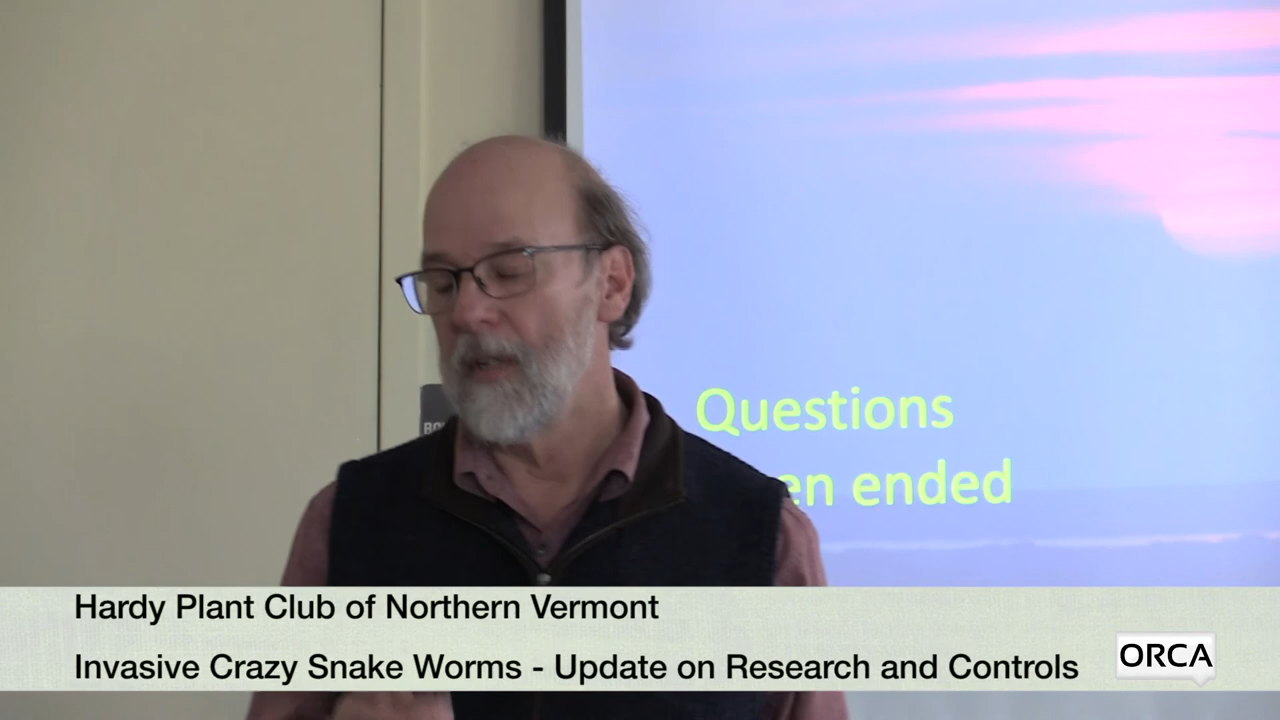 Questions
en ended
Hardy Plant Club of Northern Vermont
Invasive Crazy Snake Worms - Update on Research and Controls
ORCA